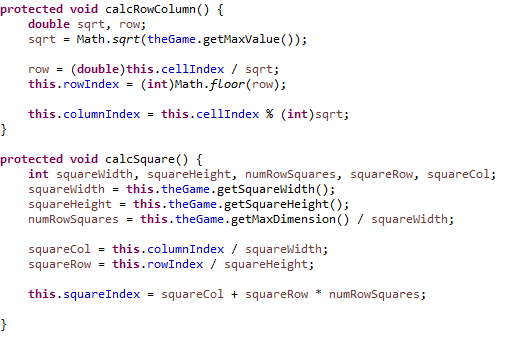 protected void calcRowColumn() {
double sqrt, row;
sqrt = Math.sqrt(theGame.getMaxValue());
row = (double)this.cellIndex / sqrt;
this.rowIndex = (int)Math.floor(row);
this.columnIndex = this.cellIndex % (int)sqrt;
}
protected void calcSquare() {
int squareWidth, squareHeight, numRowSquares, squareRow, squareCol;
squareWidth = this.theGame.getSquareWidth();
squareHeight = this.theGame.getSquareHeight();
numRowSquares = this.theGame.getMaxDimension() / squareWidth;
squareCol = this.columnIndex / squareWidth;
squareRow = this.rowIndex / squareHeight;
this.squareIndex = squareCol + squareRow * numRowSquares;
}